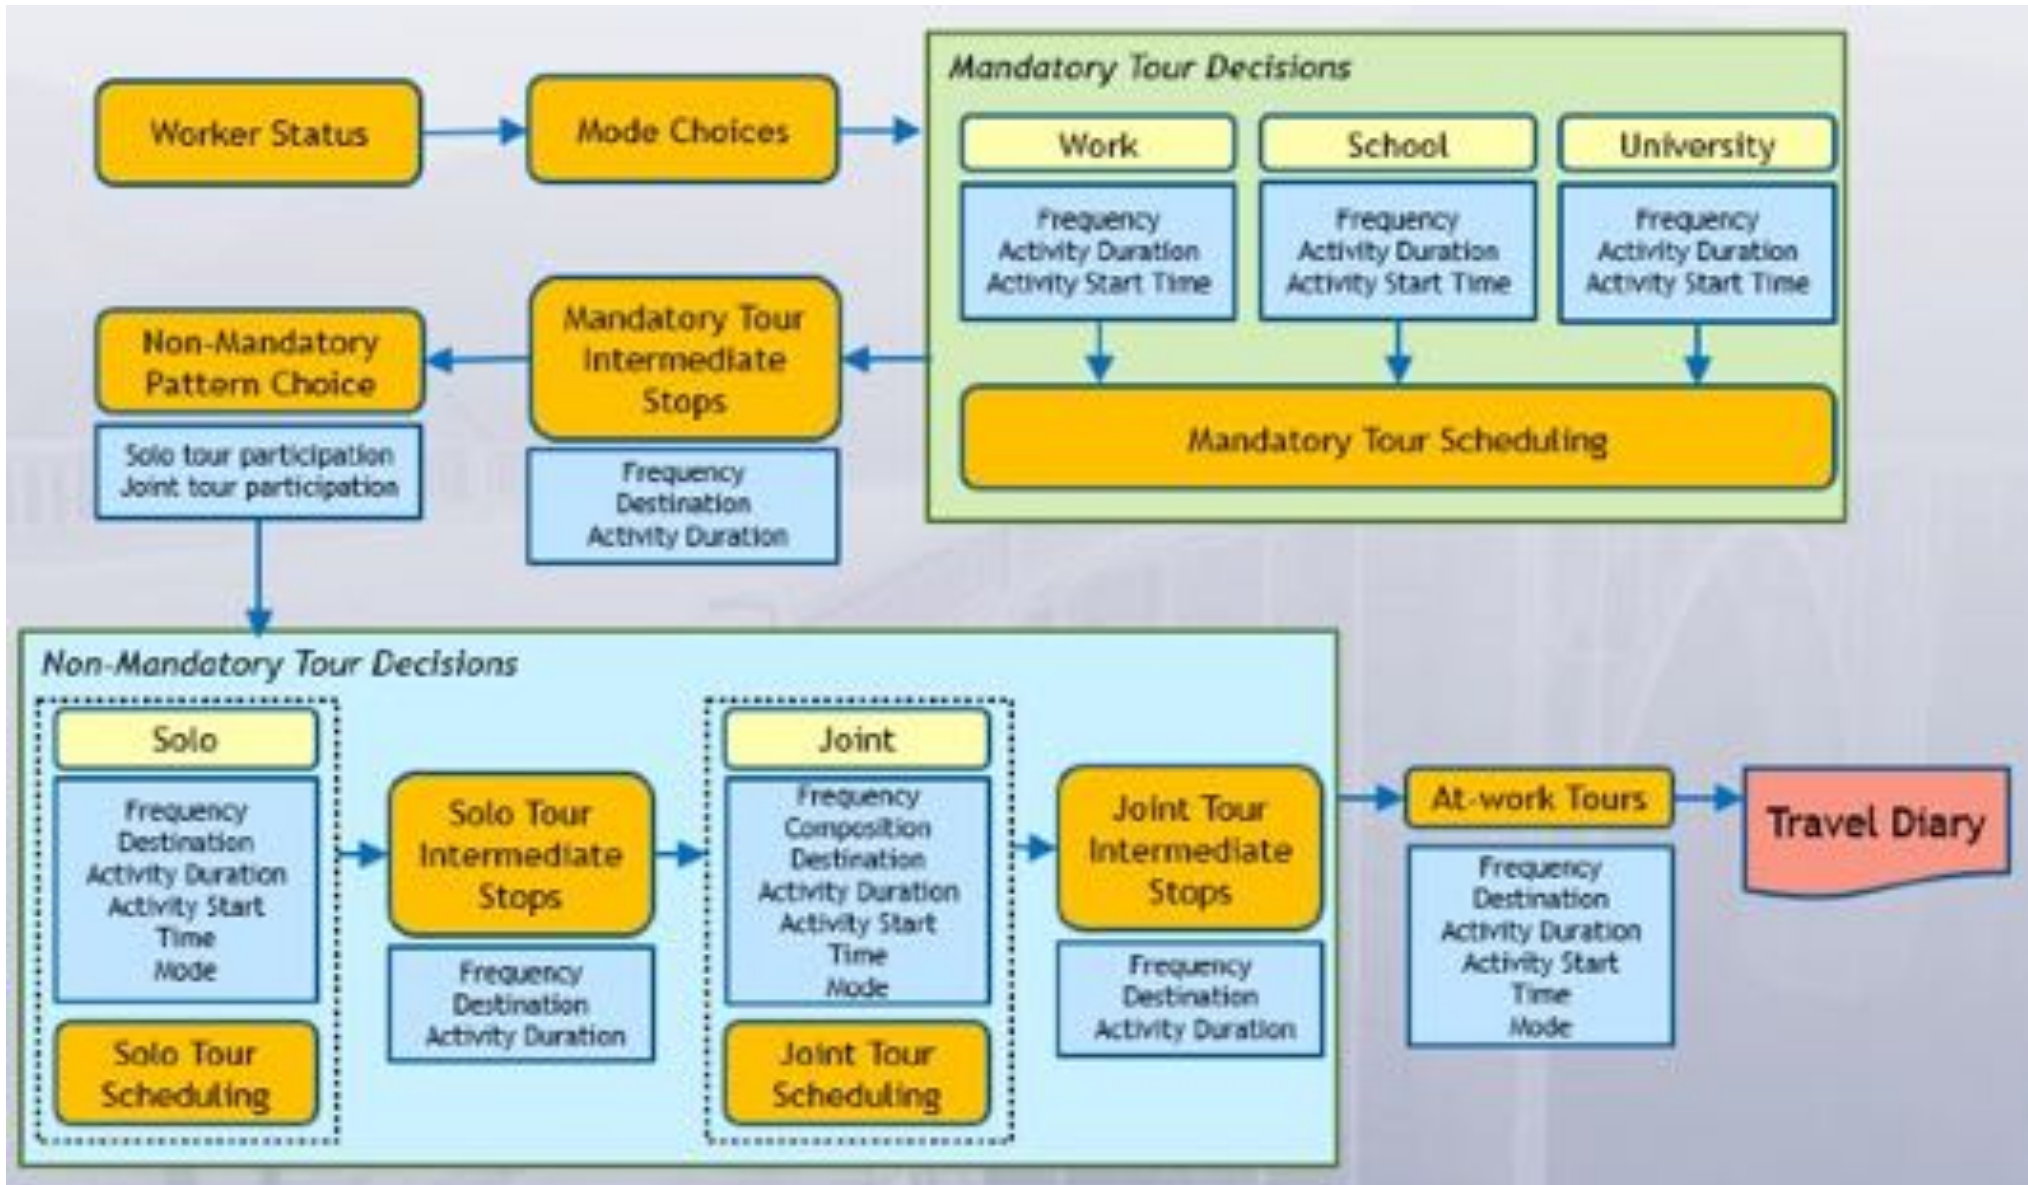 Worker Status
Mode Choices
Mandatory Tour Decisions
Work
Frequency
Activity Duration
Activity Start Time
School
Frequency
Activity Duration
Activity Start Time
University
Frequency
Activity Duration
Activity Start Time
Mandatory Tour Scheduling
Mandatory Tour
Intermediate
Stops
Frequency
Destination
Activity Duration
Non-Mandatory
Pattern Choice
Solo tour participation
Joint tour participation
Non-Mandatory Tour Decisions
Solo
Frequency
Destination
Activity Duration
Activity Start
Time
Mode
Solo Tour
Scheduling
Solo Tour
Intermediate
Stops
Frequency
Destination
Activity Duration
Joint
Frequency
Composition
Destination
Activity Duration
Activity Start
Time
Mode
Joint Tour
Scheduling
Joint Tour
Intermediate
Stops
Frequency
Destination
Activity Duration
At-work Tours
Frequency
Destination
Activity Duration
Activity Start
Time
Mode
Travel Diary